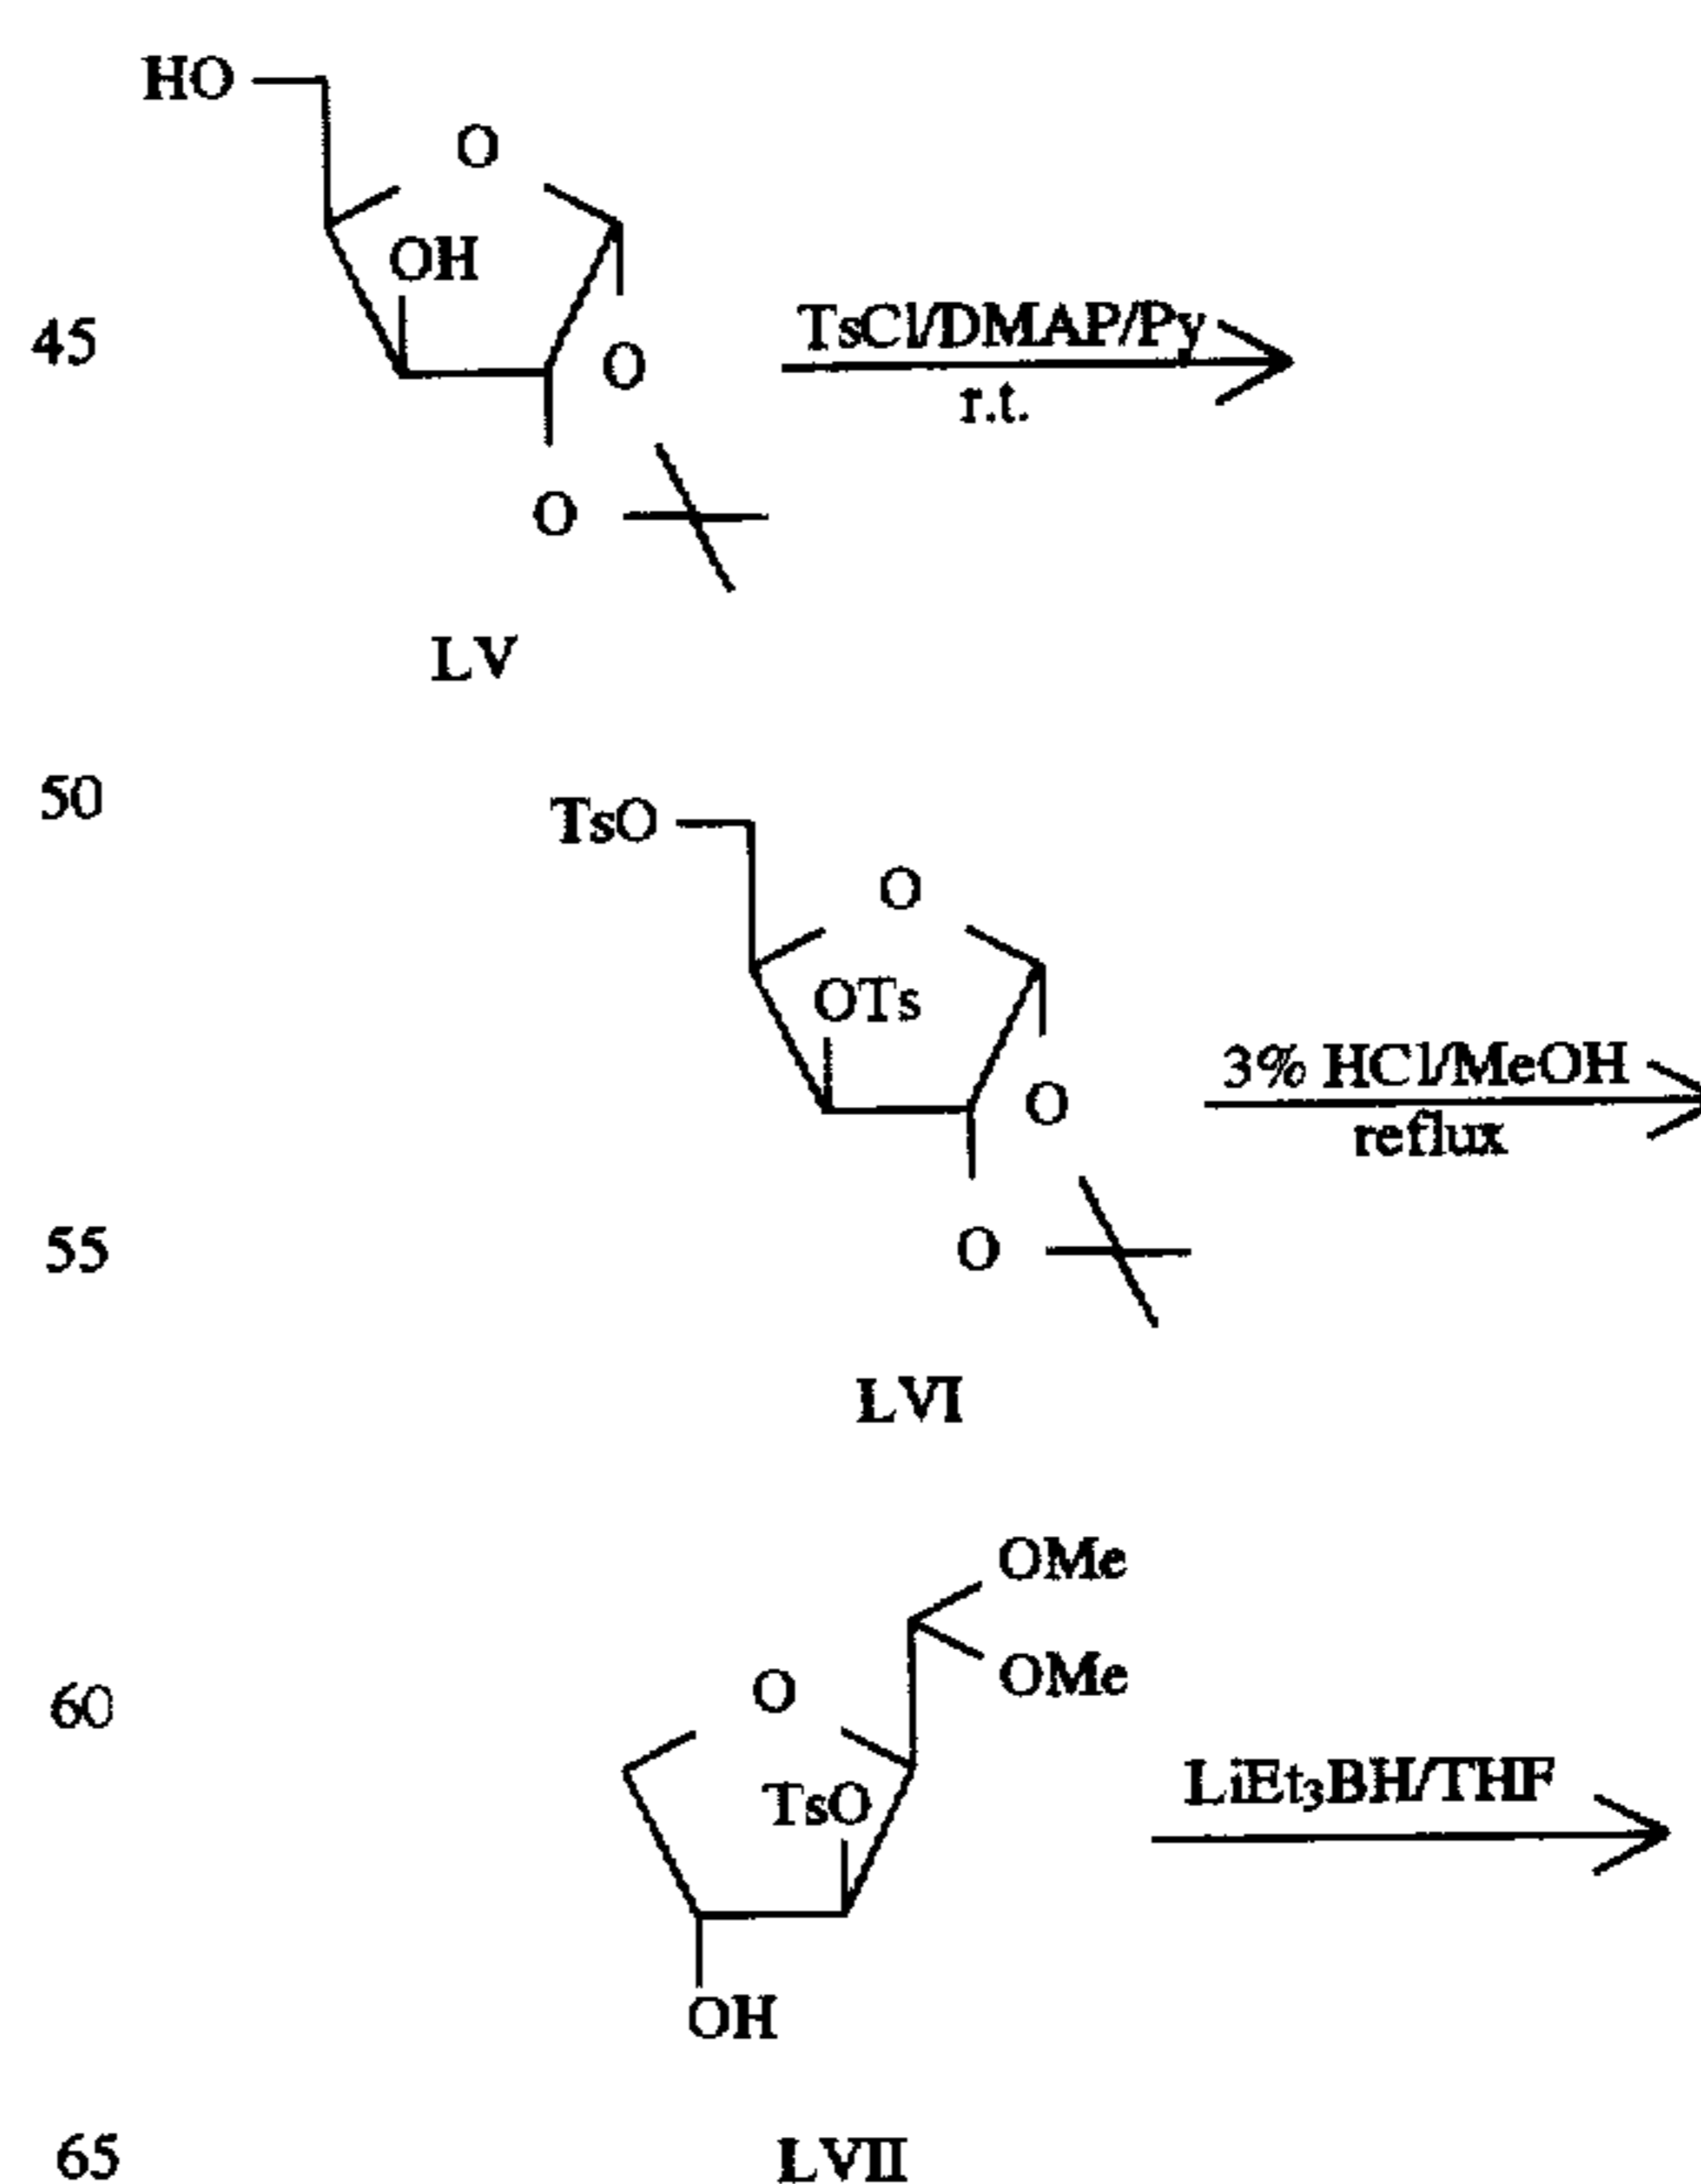 HO
O
OH
45
TsCl/DMAP/Py
r.t.
O
O
LV
50
TsO
O
OTs
3% HCl/MeOH
reflux
O
55
O
LVI
OMe
OMe
60
O
TsO
LiEt₃BH/THF
OH
65
LVII